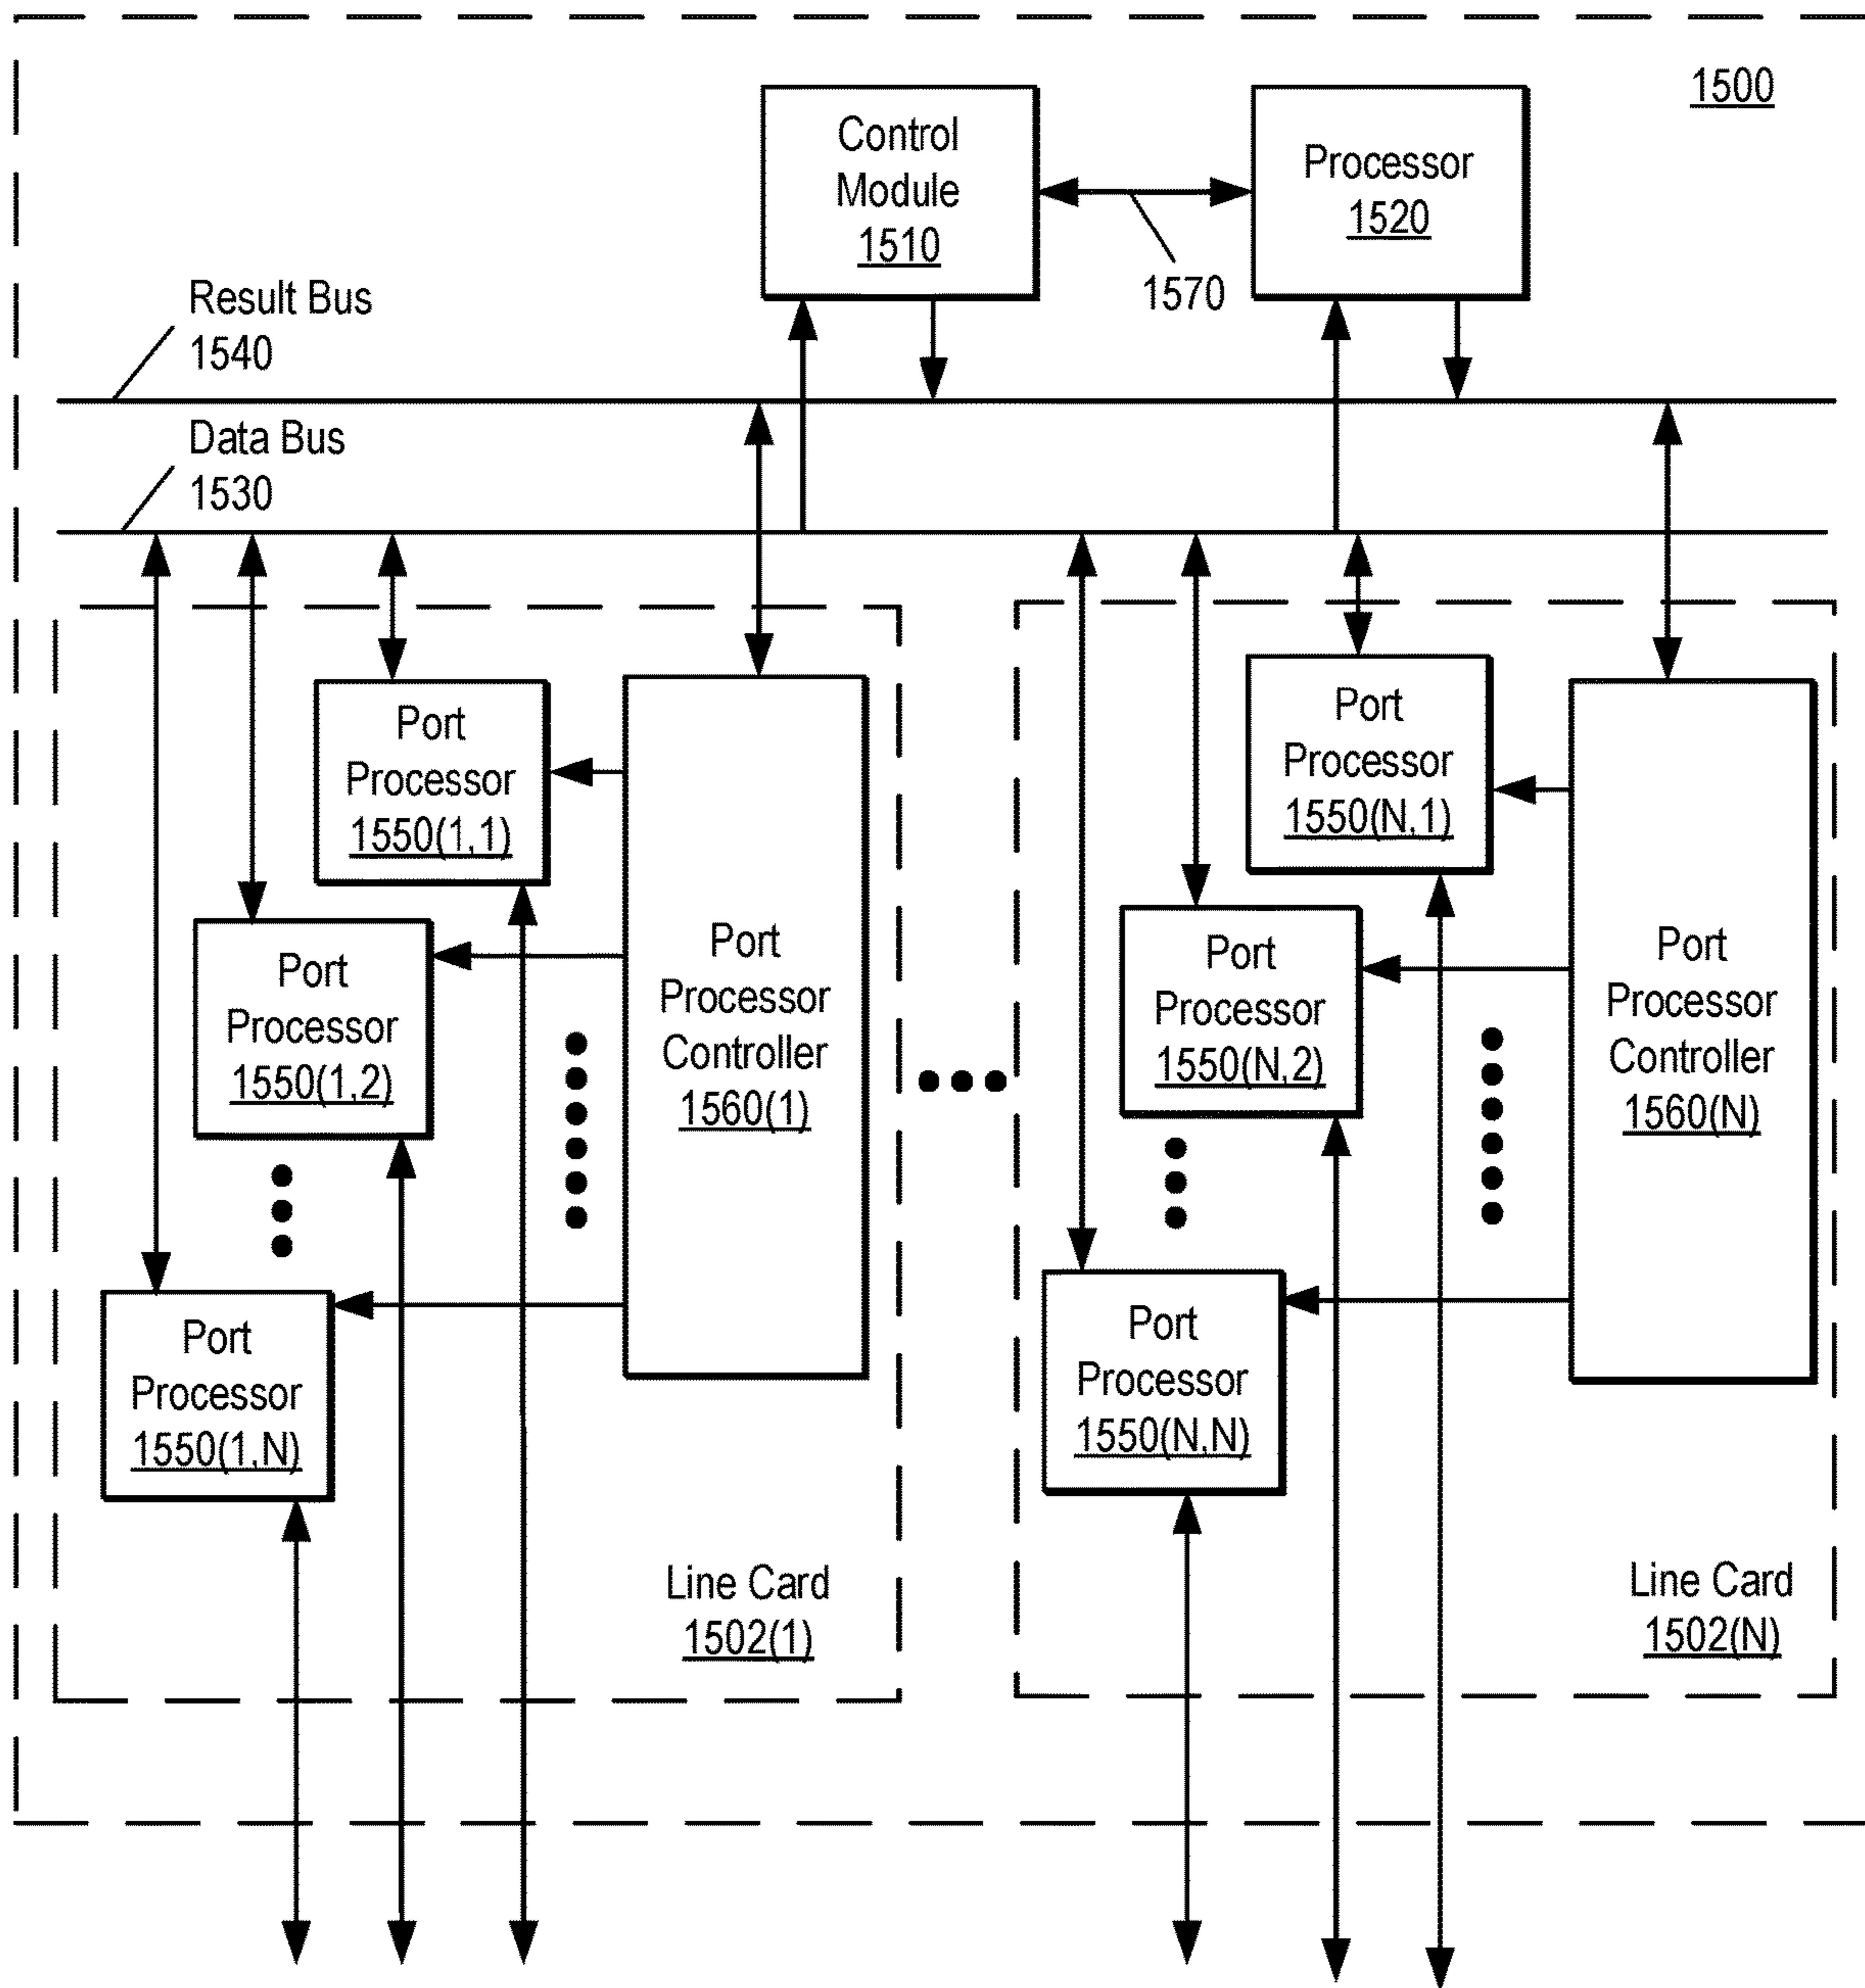 1500
Control
Module
1510
Processor
1520
1570
Result Bus
1540
Data Bus
1530
Port
Processor
1550(1,1)
Port
Processor
1550(1,2)
Port
Processor
1550(1,N)
Port
Processor
Controller
1560(1)
Line Card
1502(1)
Port
Processor
1550(N,1)
Port
Processor
1550(N,2)
Port
Processor
1550(N,N)
Port
Processor
Controller
1560(N)
Line Card
1502(N)